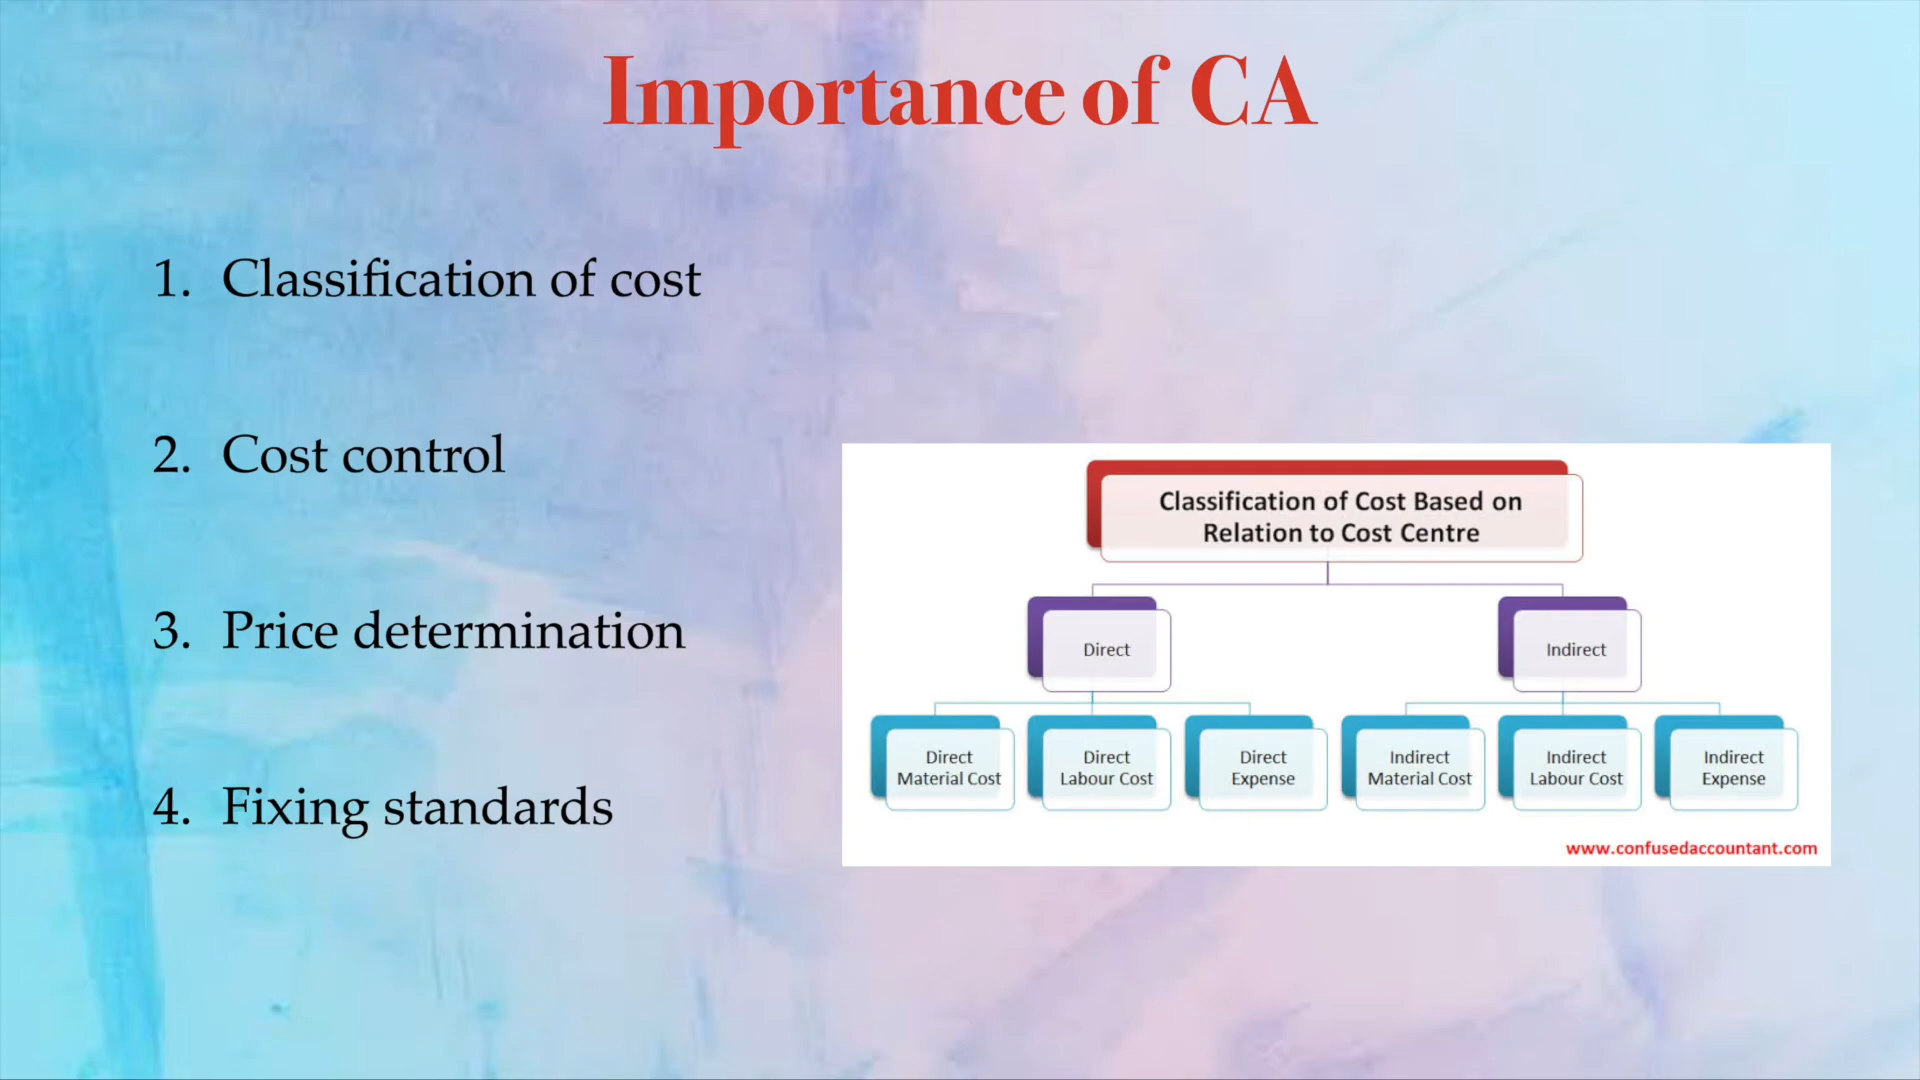 Importance of CA
1. Classification of cost
2. Cost control
3. Price determination
4. Fixing standards
Classification of Cost Based on
Relation to Cost Centre
Direct
Indirect
Direct
Material Cost
Direct
Labour Cost
Direct
Expense
Indirect
Material Cost
Indirect
Labour Cost
Indirect
Expense
www.confusedaccountant.com